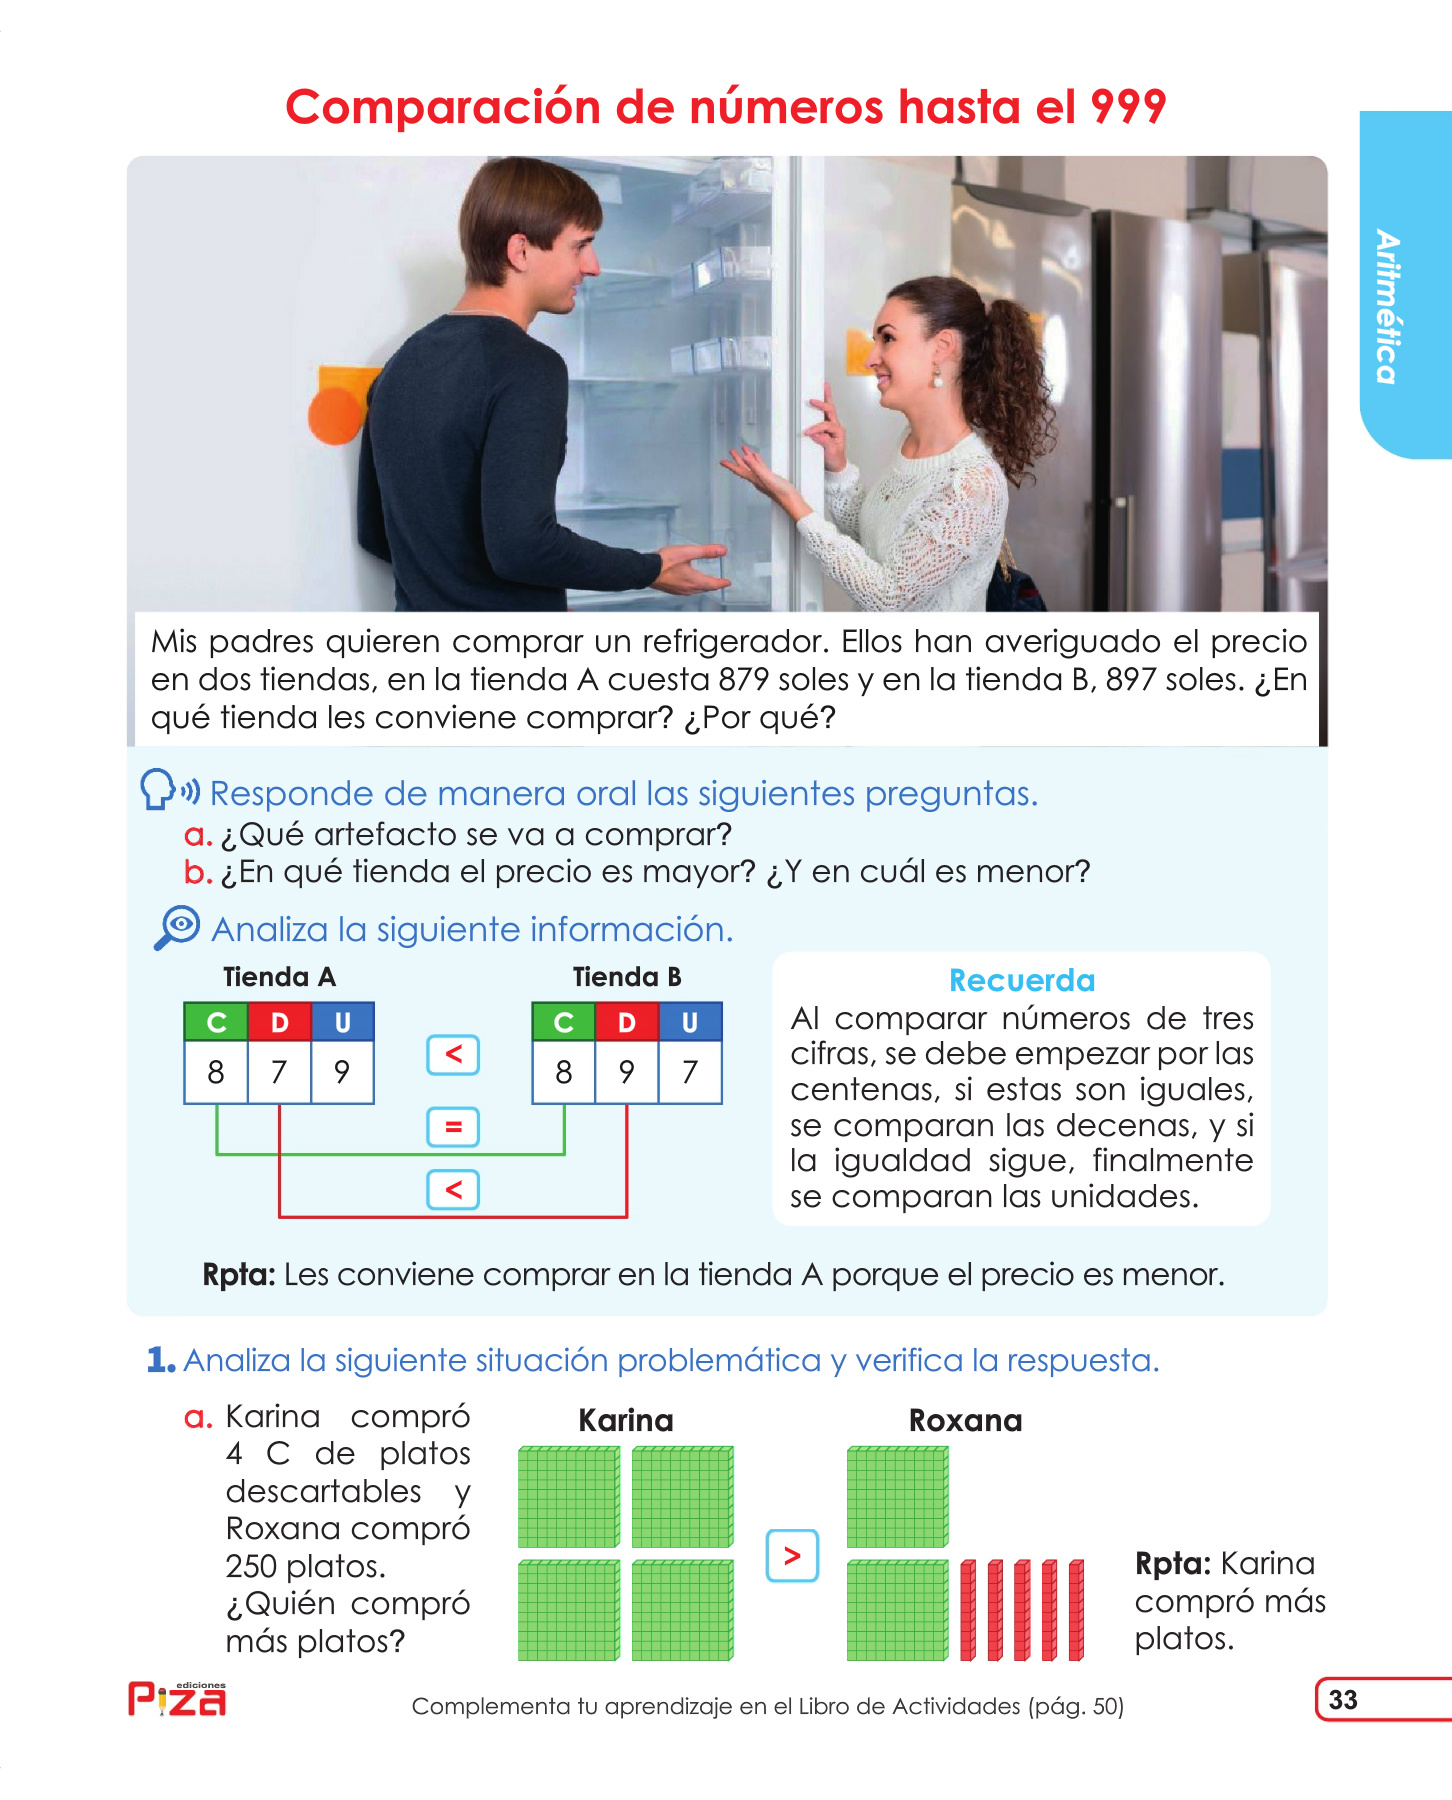 Comparación de números hasta el 999
Aritmética
Mis padres quieren comprar un refrigerador. Ellos han averiguado el precio
en dos tiendas, en la tienda A cuesta 879 soles y en la tienda B, 897 soles. ¿En
qué tienda les conviene comprar? ¿Por qué?
Responde de manera oral las siguientes preguntas.
a. ¿Qué artefacto se va a comprar?
b. ¿En qué tienda el precio es mayor? ¿Y en cuál es menor?
Analiza la siguiente información.
Tienda A
C D U
8 7 9
<
=
<
Tienda B
C D U
8 9 7
Recuerda
Al comparar números de tres
cifras, se debe empezar por las
centenas, si estas son iguales,
se comparan las decenas, y si
la igualdad sigue, finalmente
se comparan las unidades.
Rpta: Les conviene comprar en la tienda A porque el precio es menor.
1. Analiza la siguiente situación problemática y verifica la respuesta.
a. Karina compró
4 C de platos
descartables y
Roxana compró
250 platos.
¿Quién compró
más platos?
Karina
>
Roxana
Rpta: Karina
compró más
platos.
ediciones
Piza
Complementa tu aprendizaje en el Libro de Actividades (pág. 50)
33